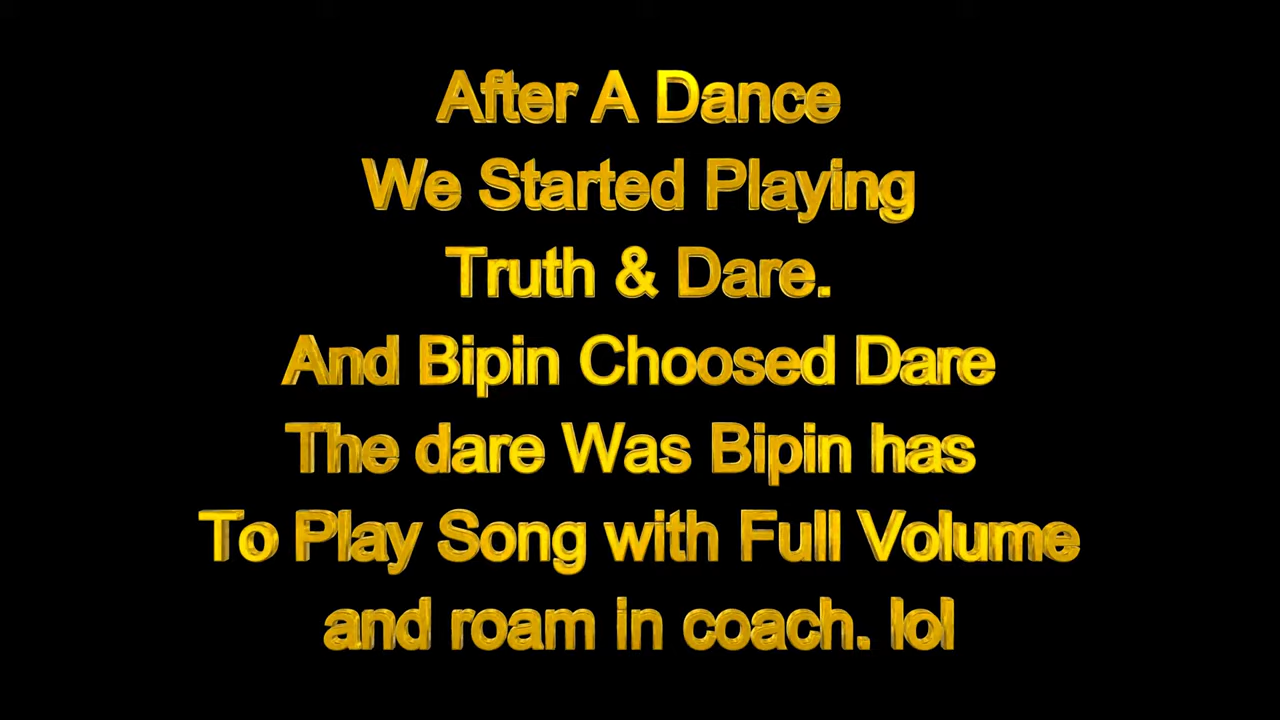 After A Dance
We Started Playing
Truth & Dare.
And Bipin Choosed Dare
The dare Was Bipin has
To Play Song with Full Volume
and roam in coach. lol